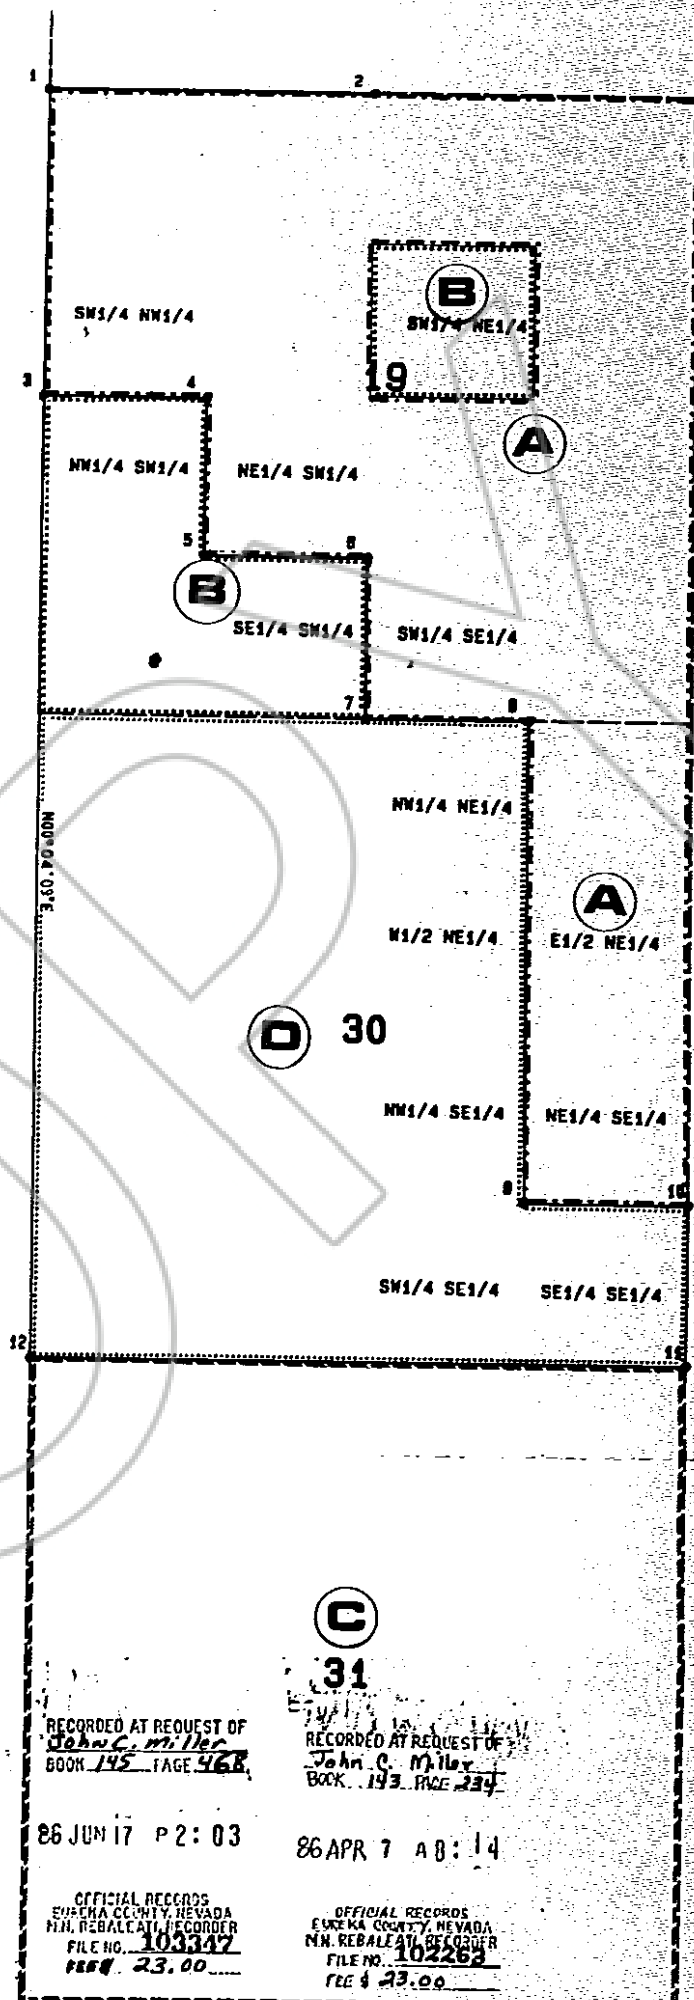 1
2
B
SW1/4 NE1/4
SW1/4 NW1/4
19
3
4
A
NW1/4 SW1/4
NE1/4 SW1/4
5
6
B
SE1/4 SW1/4
SW1/4 SE1/4
7
8
NW1/4 NE1/4
N00°04'03"E
A
W1/2 NE1/4
E1/2 NE1/4
D
30
NW1/4 SE1/4
NE1/4 SE1/4
9
10
SW1/4 SE1/4
SE1/4 SE1/4
12
11
C
31
RECORDED AT REQUEST OF
John C. Miller
BOOK 145 PAGE 468
86 JUN 17 P 2:03
OFFICIAL RECORDS
EUREKA COUNTY, NEVADA
M.N. REBALEATI, RECORDER
FILE NO. 103347
FEE $ 23.00
RECORDED AT REQUEST OF
John C. Miller
BOOK 143 PAGE 234
86 APR 7 A 8:14
OFFICIAL RECORDS
EUREKA COUNTY, NEVADA
M.N. REBALEATI, RECORDER
FILE NO. 102263
FEE $ 23.00